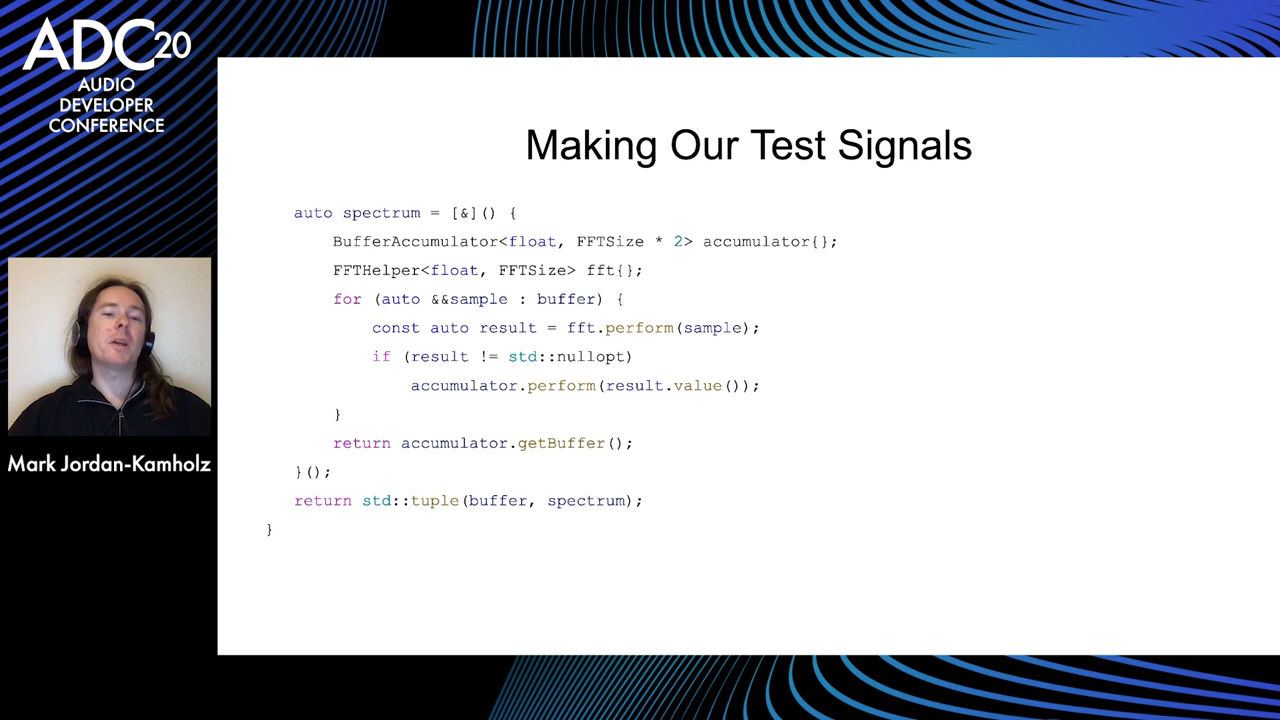 ADC20
AUDIO
DEVELOPER
CONFERENCE
Mark Jordan-Kamholz
Making Our Test Signals
auto spectrum = [&]() {
BufferAccumulator<float, FFTSize * 2> accumulator{};
FFTHelper<float, FFTSize> fft{};
for (auto &&sample : buffer) {
const auto result = fft.perform(sample);
if (result != std::nullopt)
accumulator.perform(result.value());
}
return accumulator.getBuffer();
}();
return std::tuple(buffer, spectrum);
}